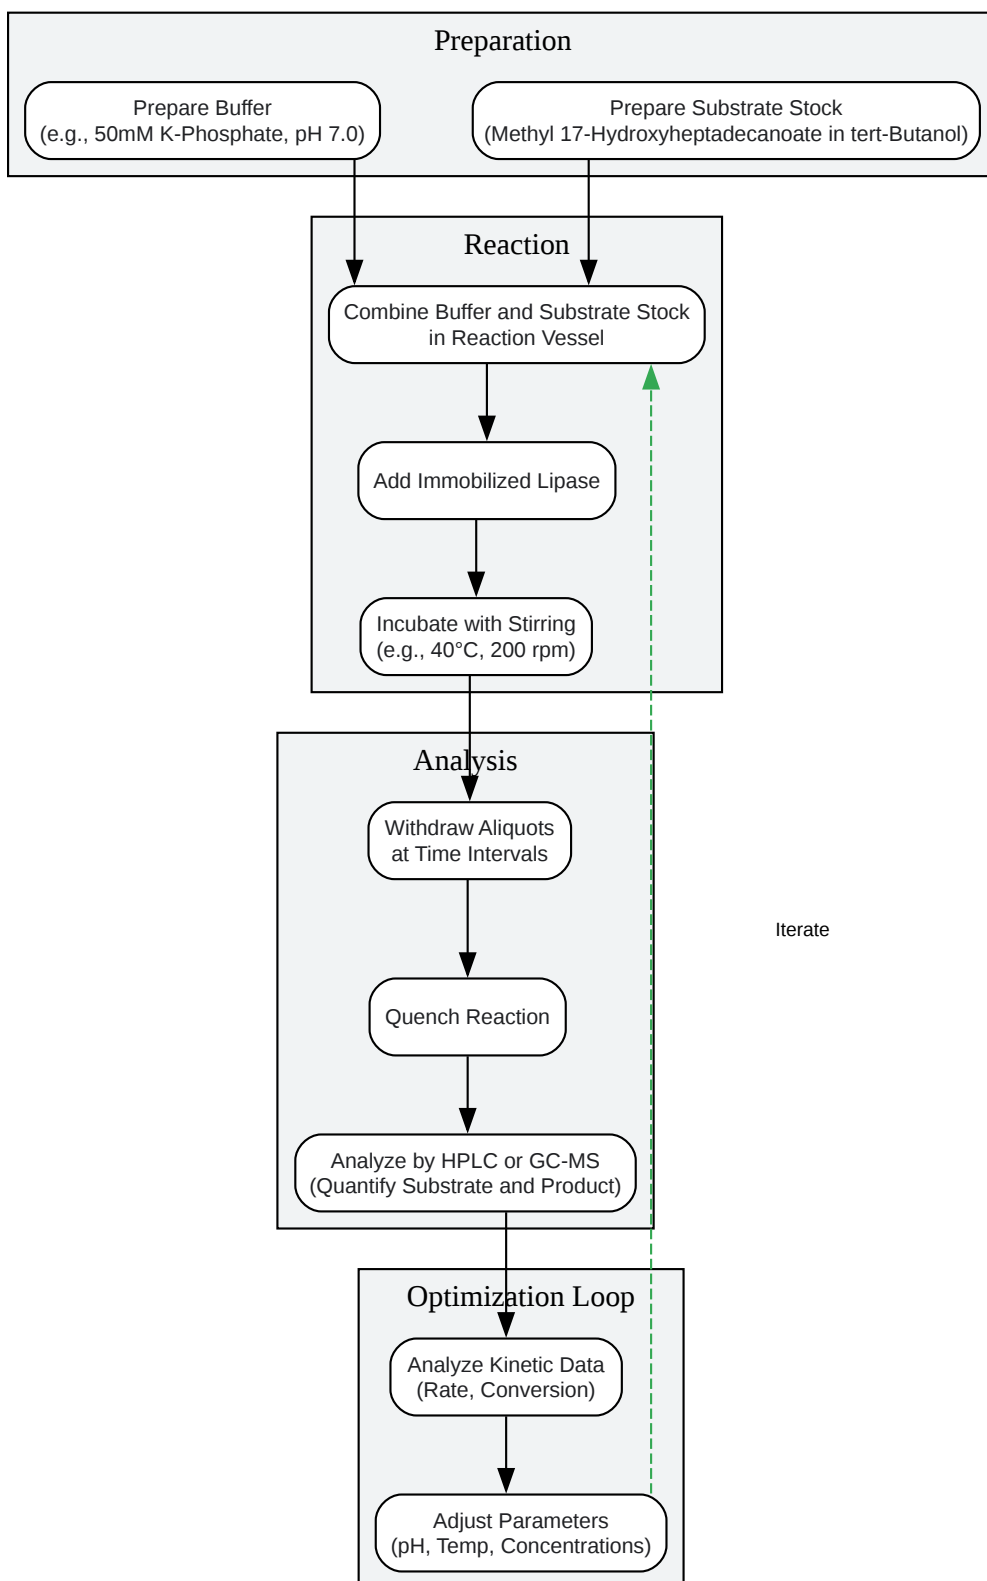 Preparation
Prepare Buffer
(e.g., 50mM K-Phosphate, pH 7.0)
Prepare Substrate Stock
(Methyl 17-Hydroxyheptadecanoate in tert-Butanol)
Reaction
Combine Buffer and Substrate Stock
in Reaction Vessel
Add Immobilized Lipase
Incubate with Stirring
(e.g., 40°C, 200 rpm)
Analysis
Withdraw Aliquots
at Time Intervals
Iterate
Quench Reaction
Analyze by HPLC or GC-MS
(Quantify Substrate and Product)
Optimization Loop
Analyze Kinetic Data
(Rate, Conversion)
Adjust Parameters
(pH, Temp, Concentrations)